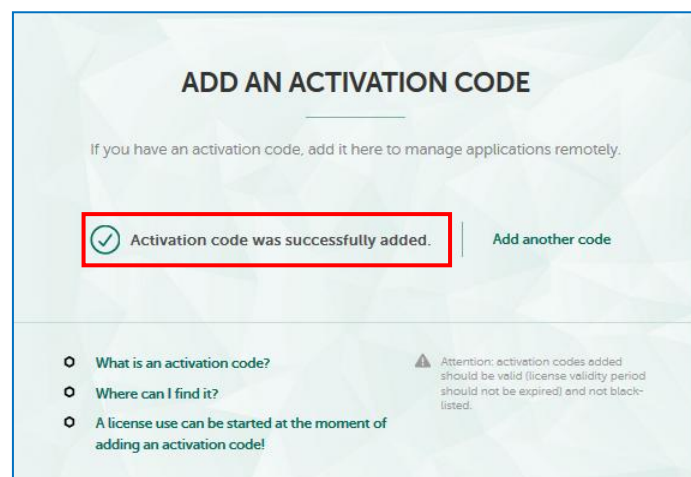 ADD AN ACTIVATION CODE
If you have an activation code, add it here to manage applications remotely.
Activation code was successfully added.
Add another code
What is an activation code?
Where can I find it?
A license use can be started at the moment of
adding an activation code!
Attention: activation codes added
should be valid (license validity period
should not be expired) and not black-
listed.